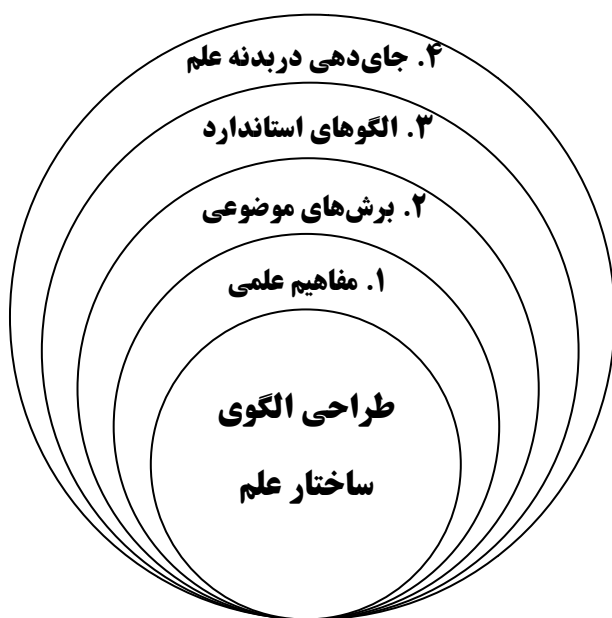 ۴. جای‌دهی دربدنه علم
۳. الگوهای استاندارد
۲. برش‌های موضوعی
۱. مفاهیم علمی
طراحی الگوی
ساختار علم